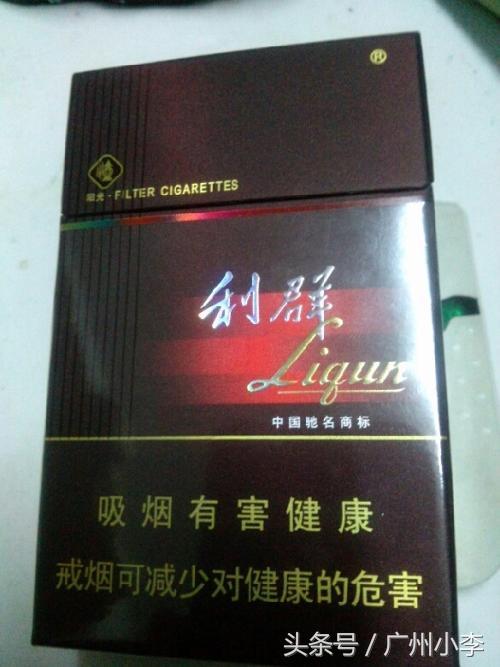 ®
阳光·FILTER CIGARETTES
利群
Liqun
中国驰名商标
吸烟有害健康
戒烟可减少对健康的危害
头条号 / 广州小李